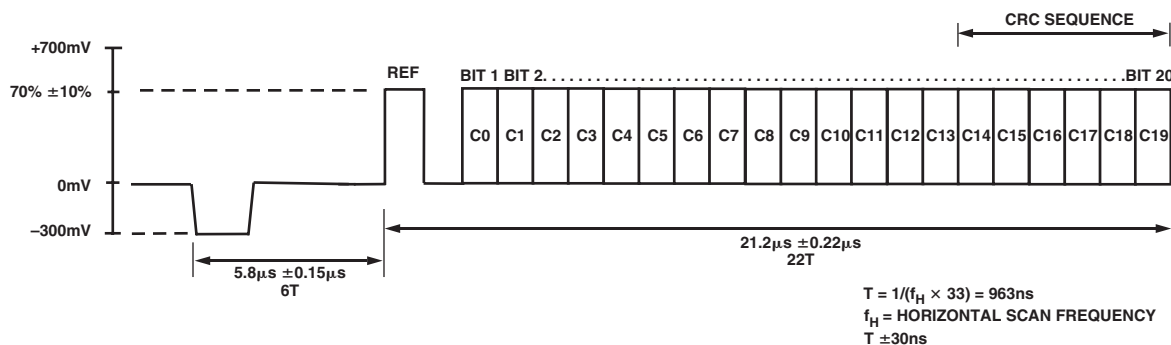 CRC SEQUENCE
+700mV
REF
BIT 1 BIT 2. . . . . . . . . . . . . . . . . . . . . . . . . . . . . . . . . . . . . . . . . . . . . . . . . . . . . . . . . . . . . . . . . . . . . . . . . . BIT 20
70% ±10%
C0 C1 C2 C3 C4 C5 C6 C7 C8 C9 C10 C11 C12 C13 C14 C15 C16 C17 C18 C19
0mV
–300mV
21.2μs ±0.22μs
22T
5.8μs ±0.15μs
6T
T = 1/(fH × 33) = 963ns
fH = HORIZONTAL SCAN FREQUENCY
T ±30ns